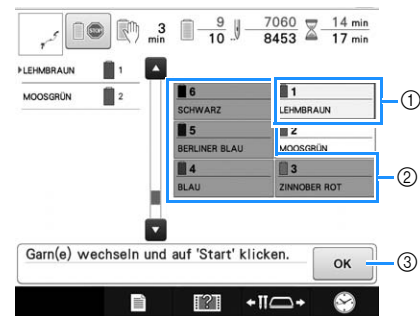 3 min
9
10
7060
8453
14 min
17 min
LEHMBRAUN 1
MOOSGRÜN 2
6
SCHWARZ
1
LEHMBRAUN
5
BERLINER BLAU
2
MOOSGRÜN
4
BLAU
3
ZINNOBER ROT
①
②
Garn(e) wechseln und auf 'Start' klicken.
OK
③
?